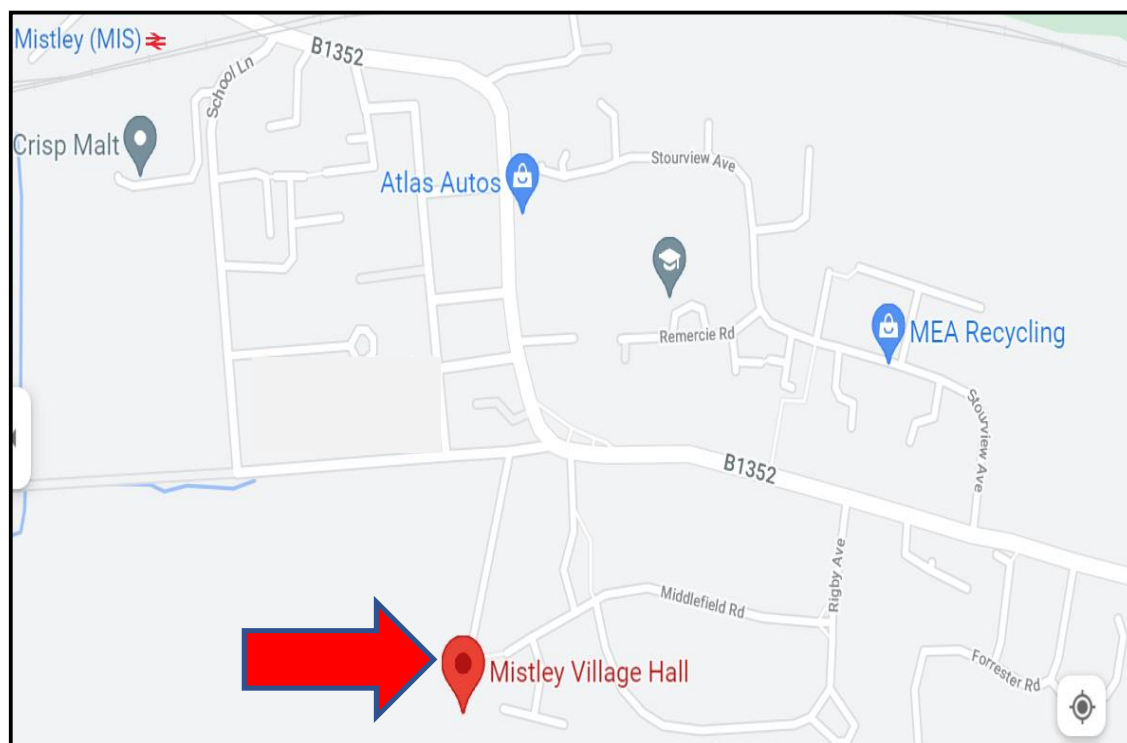 Mistley (MIS)
B1352
School Ln
Crisp Malt
Atlas Autos
Stourview Ave
Remercie Rd
MEA Recycling
Stourview Ave
B1352
Rigby Ave
Middlefield Rd
Mistley Village Hall
Forrester Rd